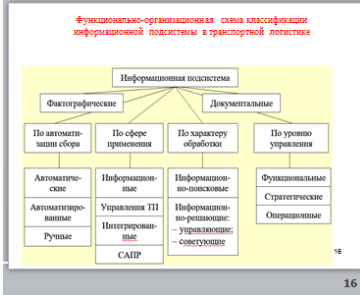 Функционально-организационная схема классификации
информационной подсистемы в транспортной логистике
Информационная подсистема
Фактографические
Документальные
По автомати-
зации сбора
По сфере
применения
По характеру
обработки
По уровню
управления
Автоматиче-
ские
Автоматизиро-
ванные
Ручные
Информацион-
ные
Управления ТП
Интегрирован-
ные
САПР
Информацион-
но-поисковые
Информацион-
но-решающие:
– управляющие;
– советующие
Функциональные
Стратегические
Операционные
16
16